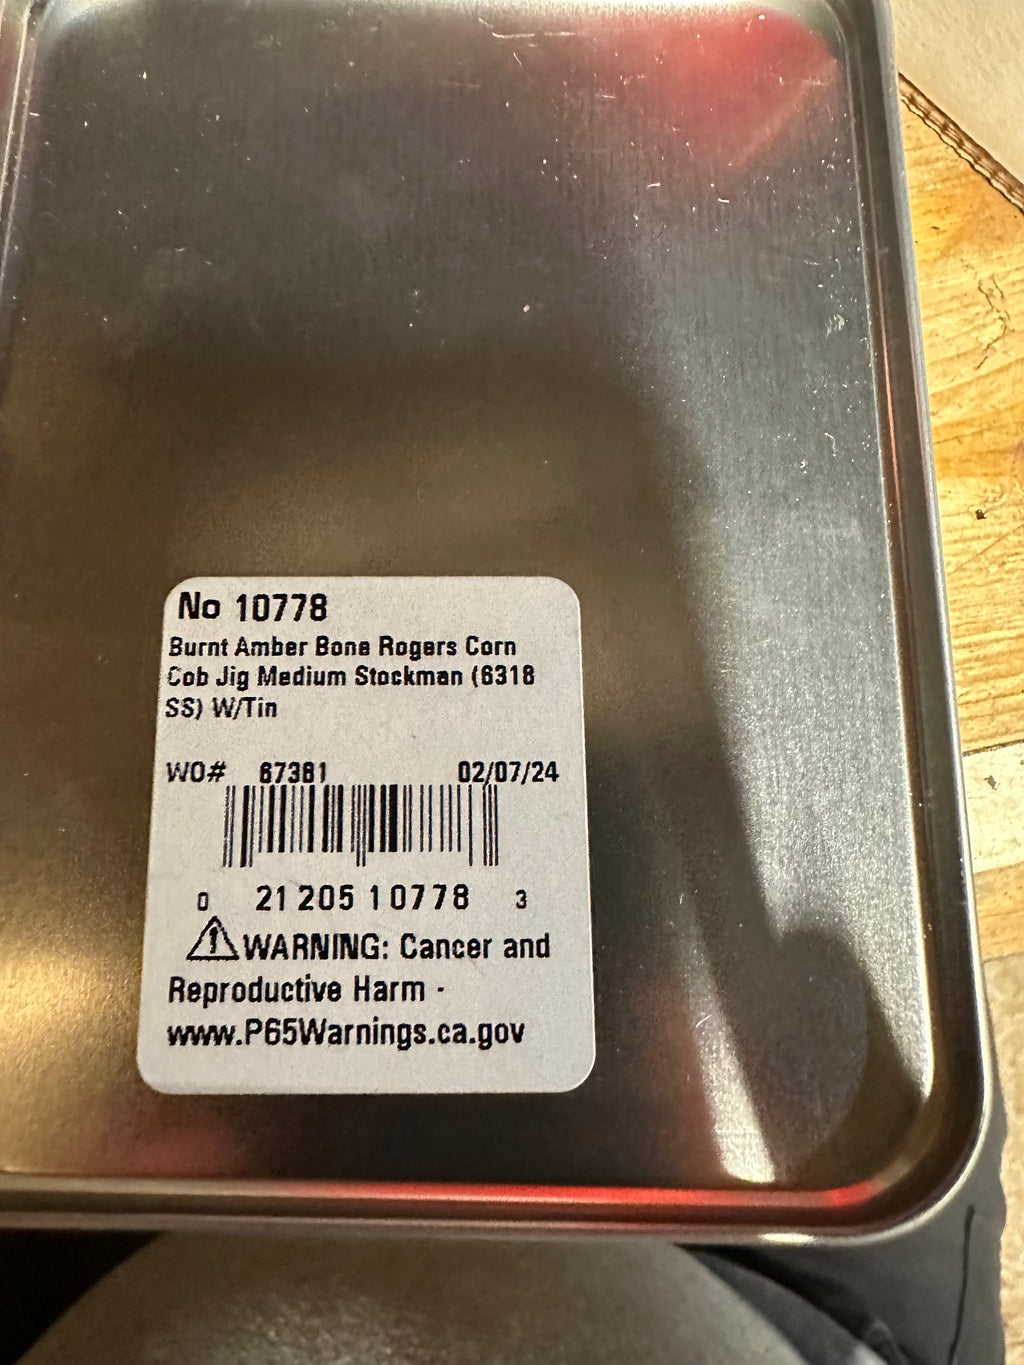 No 10778
Burnt Amber Bone Rogers Corn
Cob Jig Medium Stockman (6318
SS) W/Tin
WO# 67381 02/07/24
0 21205 10778 3
⚠WARNING: Cancer and
Reproductive Harm -
www.P65Warnings.ca.gov